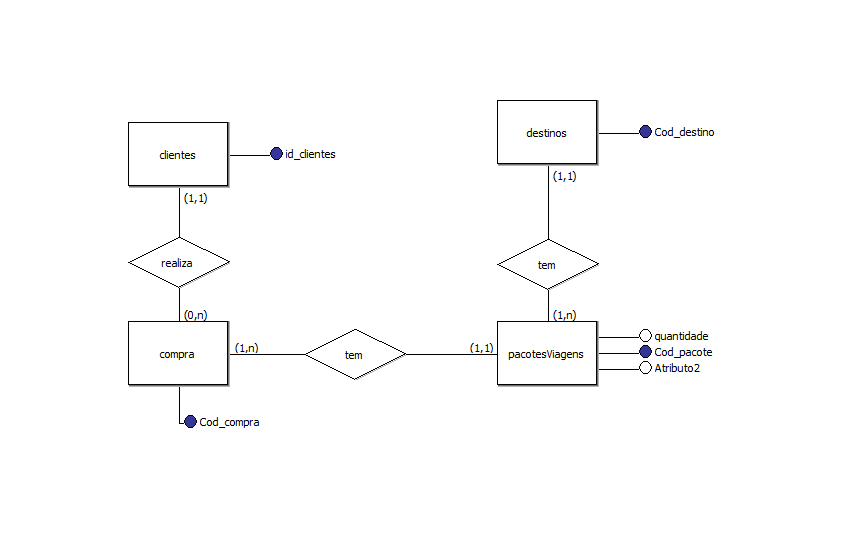 destinos
Cod_destino
clientes
id_clientes
(1,1)
(1,1)
realiza
tem
(0,n)
(1,n)
quantidade
compra
(1,n)
tem
(1,1)
pacotesViagens
Cod_pacote
Atributo2
Cod_compra